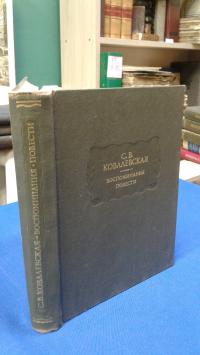 С. В. КОВАЛЕВСКАЯ • ВОСПОМИНАНИЯ • ПОВЕСТИ
С. В.
КОВАЛЕВСКАЯ
ВОСПОМИНАНИЯ
ПОВЕСТИ